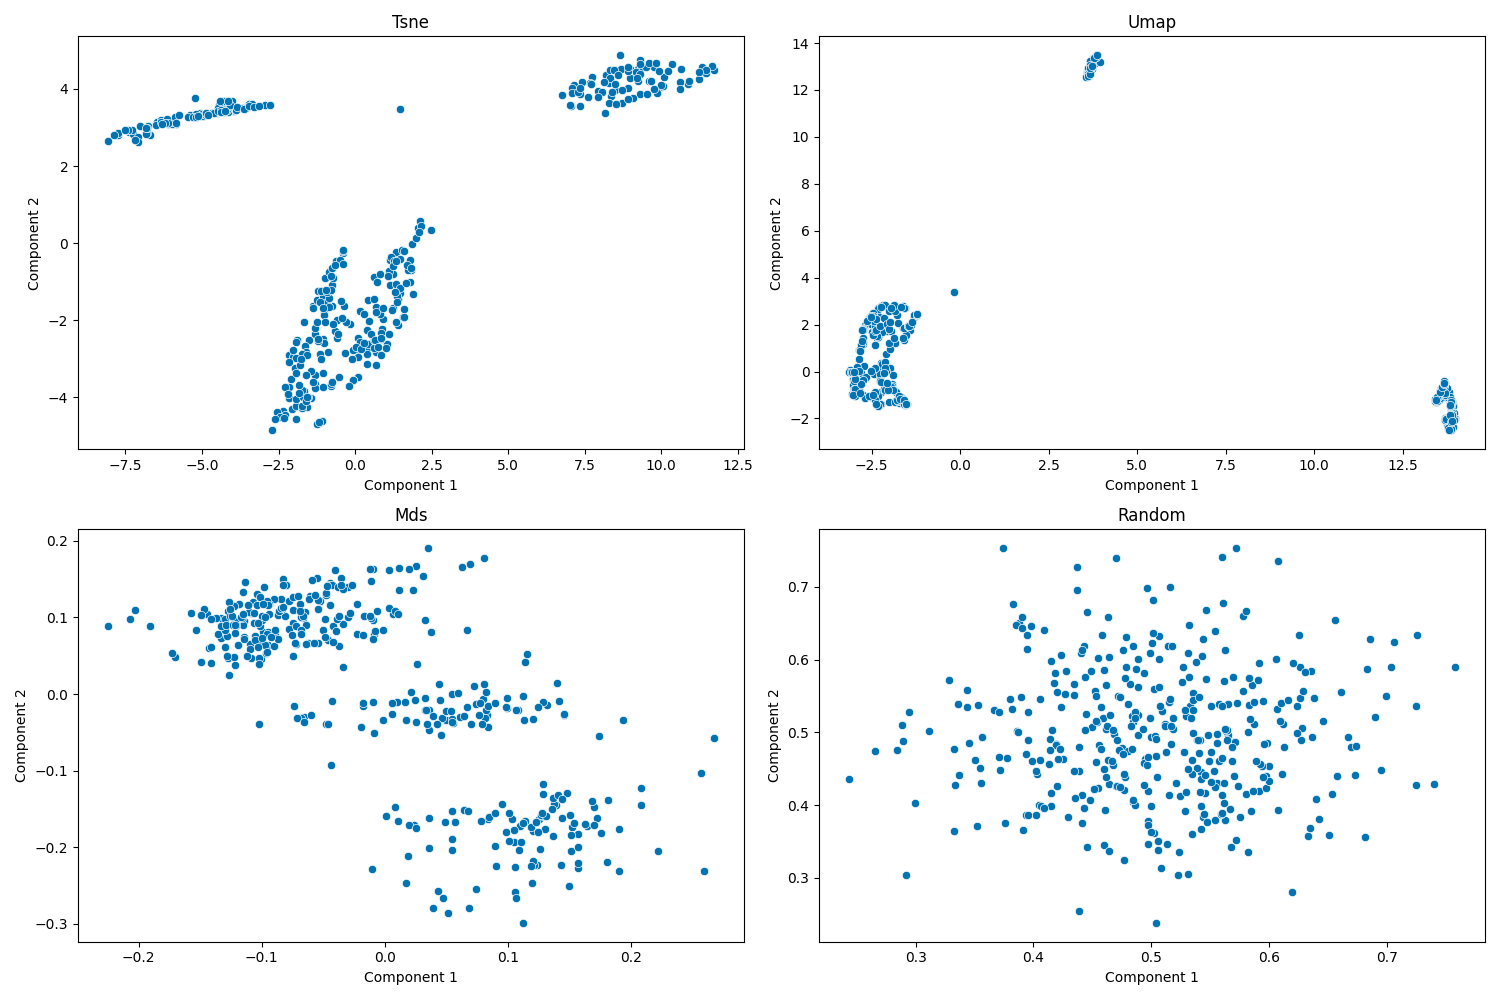 Tsne
Component 2
4
2
0
−2
−4
−7.5 −5.0 −2.5 0.0 2.5 5.0 7.5 10.0 12.5
Component 1
Umap
Component 2
14
12
10
8
6
4
2
0
−2
−2.5 0.0 2.5 5.0 7.5 10.0 12.5
Component 1
Mds
Component 2
0.2
0.1
0.0
−0.1
−0.2
−0.3
−0.2 −0.1 0.0 0.1 0.2
Component 1
Random
Component 2
0.7
0.6
0.5
0.4
0.3
0.3 0.4 0.5 0.6 0.7
Component 1